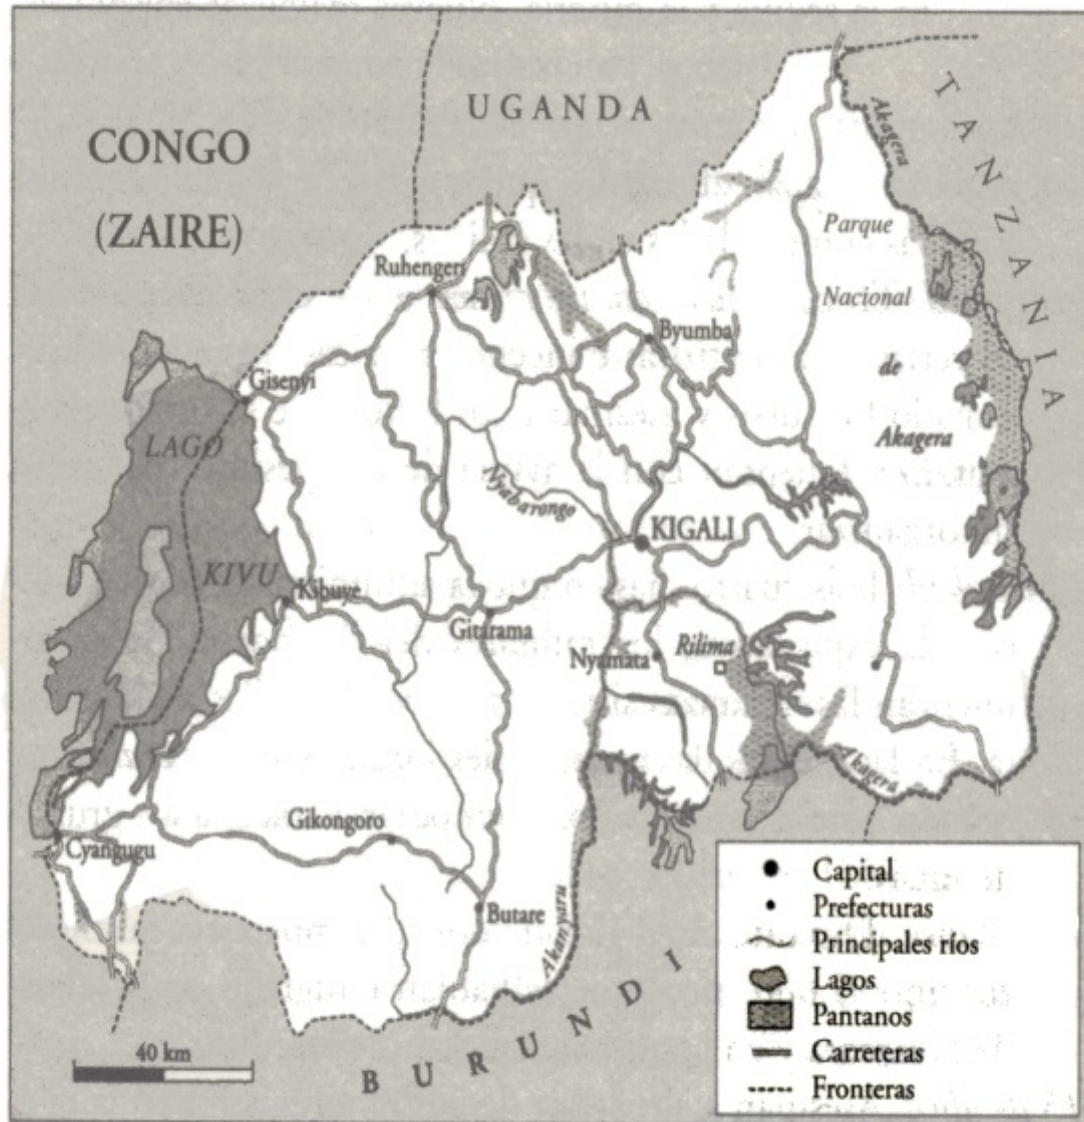 UGANDA
CONGO
(ZAIRE)
TANZANIA
Akagera
Parque
Nacional
de
Akagera
Ruhengeri
Byumba
Gisenyi
LAGO
KIVU
Nyabarongo
KIGALI
Kibuye
Gitarama
Nyamata
Rilima
Akagera
Gikongoro
Cyangugu
Butare
Akanyaru
BURUNDI
40 km
Capital
Prefecturas
Principales ríos
Lagos
Pantanos
Carreteras
Fronteras